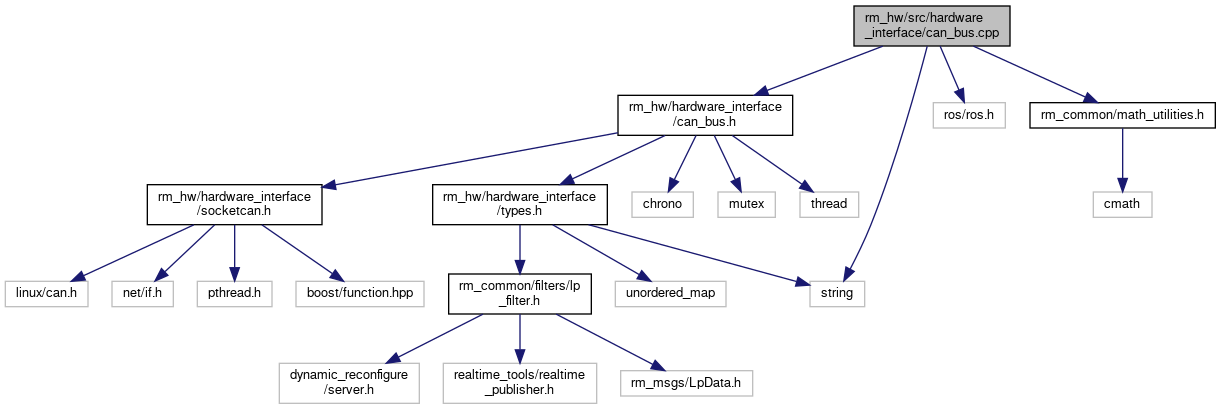 rm_hw/src/hardware
_interface/can_bus.cpp
rm_hw/hardware_interface
/can_bus.h
ros/ros.h
rm_common/math_utilities.h
rm_hw/hardware_interface
/socketcan.h
rm_hw/hardware_interface
/types.h
chrono
mutex
thread
cmath
linux/can.h
net/if.h
pthread.h
boost/function.hpp
rm_common/filters/lp
_filter.h
unordered_map
string
dynamic_reconfigure
/server.h
realtime_tools/realtime
_publisher.h
rm_msgs/LpData.h